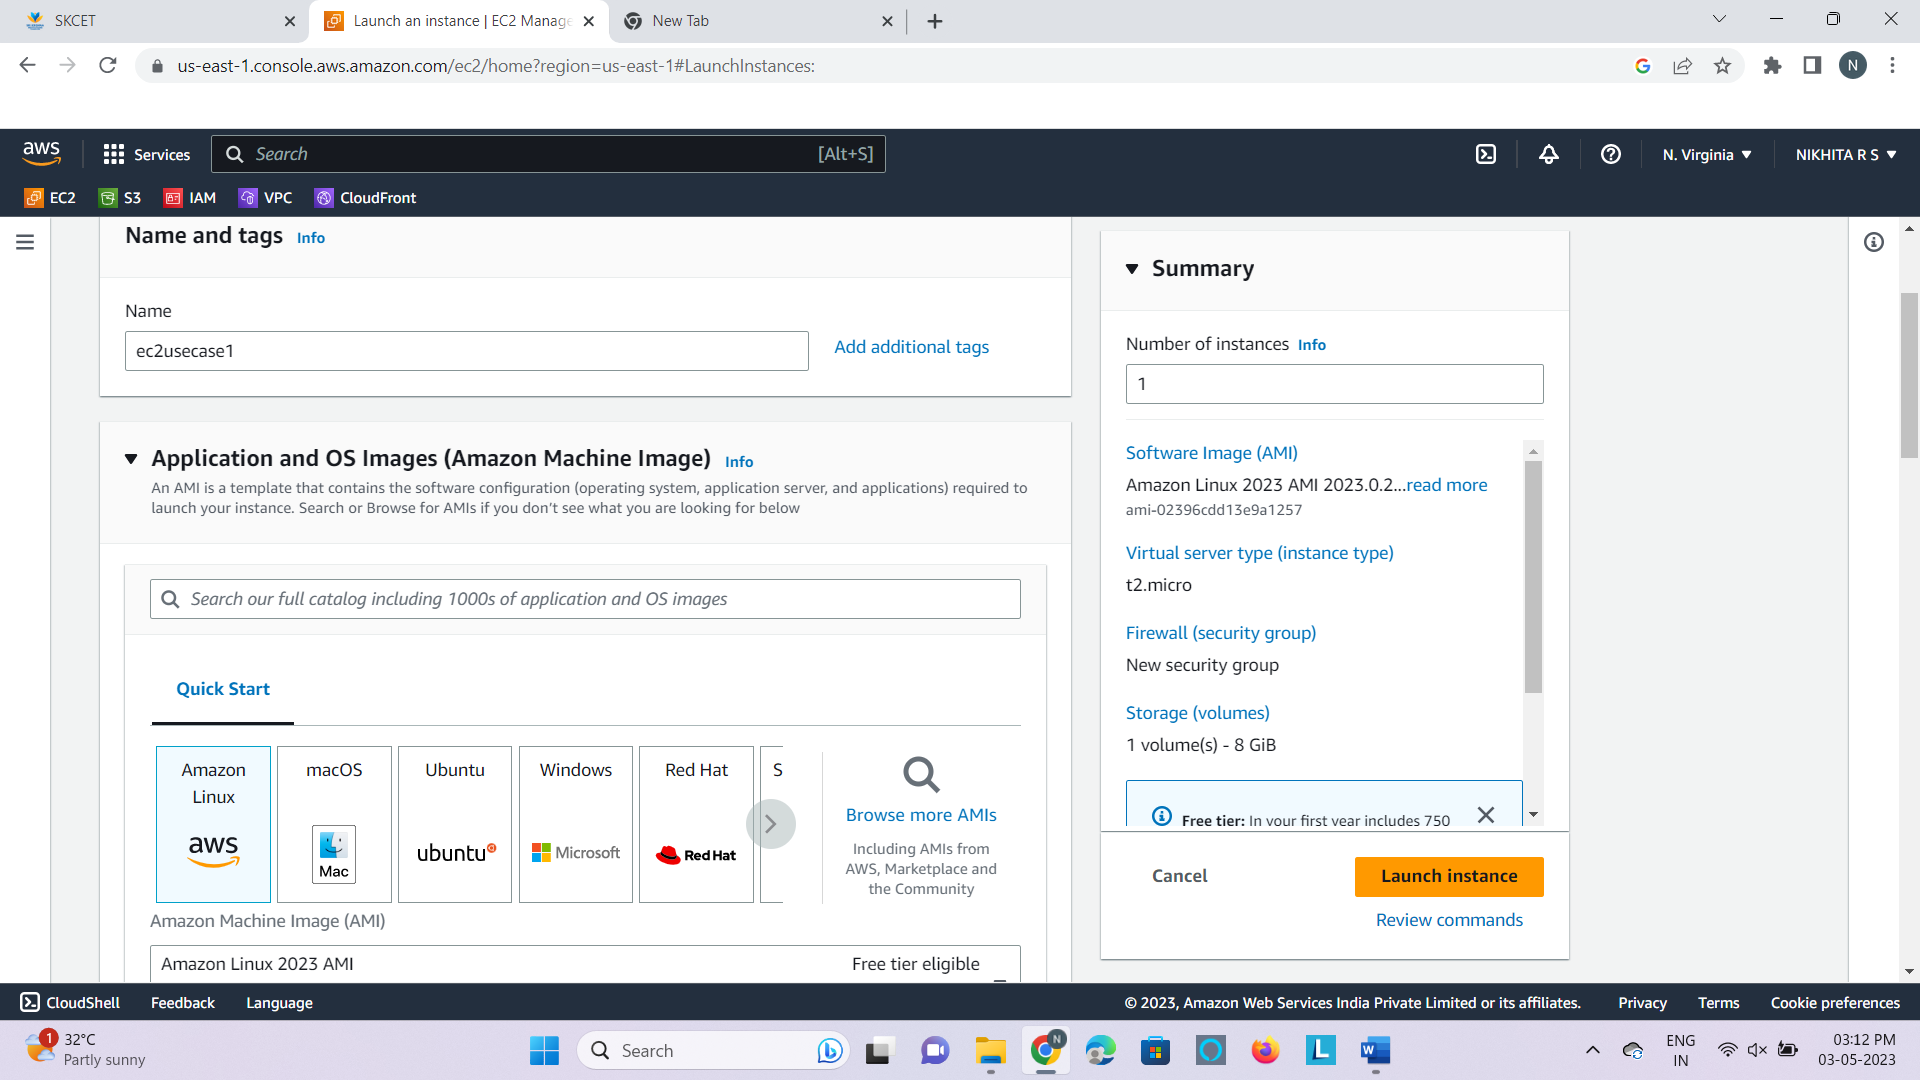 SKCET
Launch an instance | EC2 Manage
New Tab
us-east-1.console.aws.amazon.com/ec2/home?region=us-east-1#LaunchInstances:
N
aws
Services
Search
[Alt+S]
N. Virginia
NIKHITA R S
EC2
S3
IAM
VPC
CloudFront
Name and tags Info
Name
ec2usecase1
Add additional tags
Application and OS Images (Amazon Machine Image) Info
An AMI is a template that contains the software configuration (operating system, application server, and applications) required to
launch your instance. Search or Browse for AMIs if you don't see what you are looking for below
Search our full catalog including 1000s of application and OS images
Quick Start
Amazon
Linux
aws
macOS
Mac
Ubuntu
ubuntu
Windows
Microsoft
Red Hat
Red Hat
S
Browse more AMIs
Including AMIs from
AWS, Marketplace and
the Community
Amazon Machine Image (AMI)
Amazon Linux 2023 AMI
Free tier eligible
Summary
Number of instances Info
1
Software Image (AMI)
Amazon Linux 2023 AMI 2023.0.2...read more
ami-02396cdd13e9a1257
Virtual server type (instance type)
t2.micro
Firewall (security group)
New security group
Storage (volumes)
1 volume(s) - 8 GiB
Free tier: In your first year includes 750
Cancel
Launch instance
Review commands
CloudShell
Feedback
Language
© 2023, Amazon Web Services India Private Limited or its affiliates.
Privacy
Terms
Cookie preferences
1
32°C
Partly sunny
Search
N
L
W
ENG
IN
03:12 PM
03-05-2023